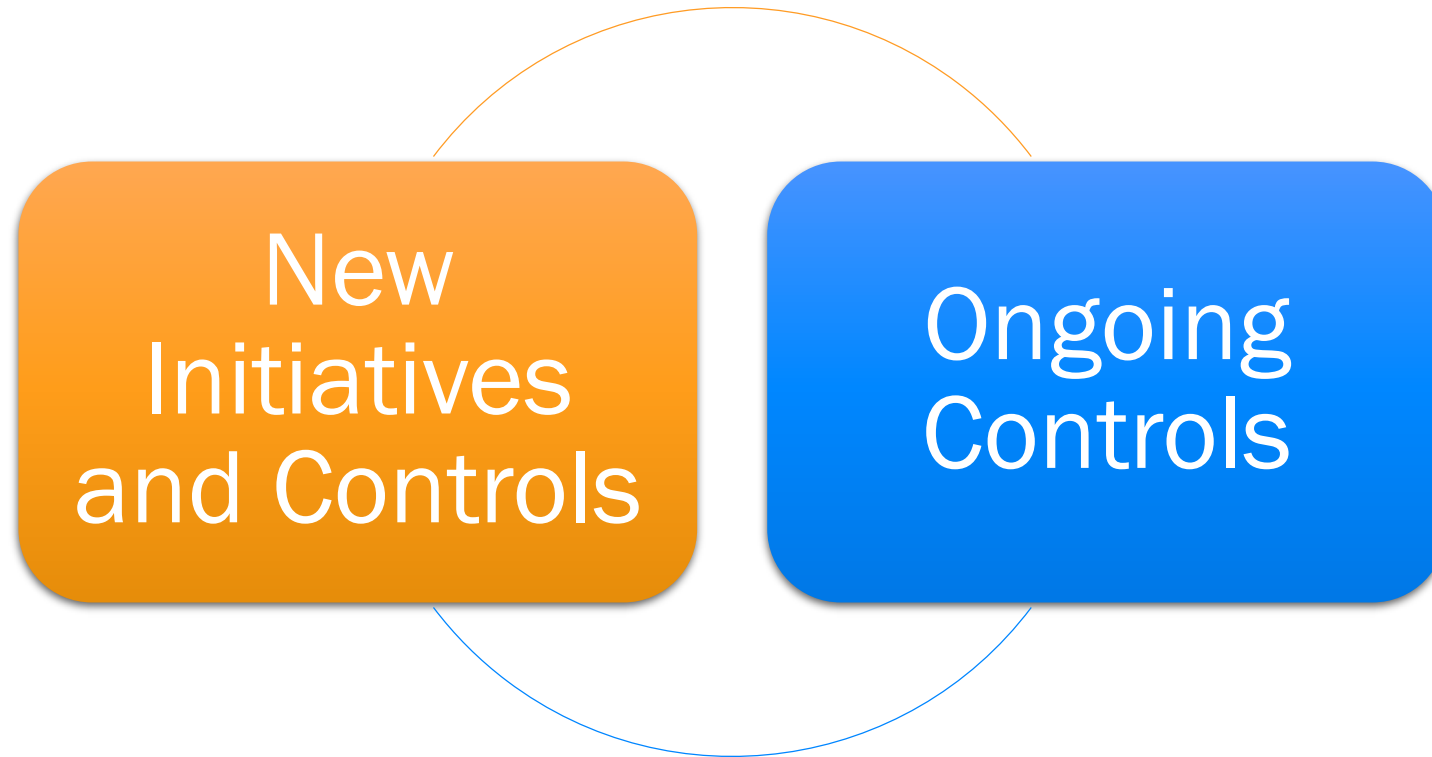 New
Initiatives
and Controls
Ongoing
Controls